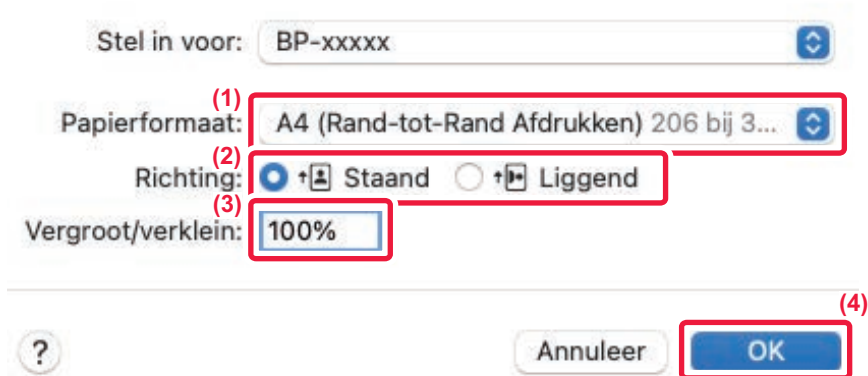 Stel in voor: BP-xxxxx
(1)
Papierformaat: A4 (Rand-tot-Rand Afdrukken) 206 bij 3...
(2)
Richting: Staand Liggend
(3)
Vergroot/verklein: 100%
(4)
? Annuleer OK